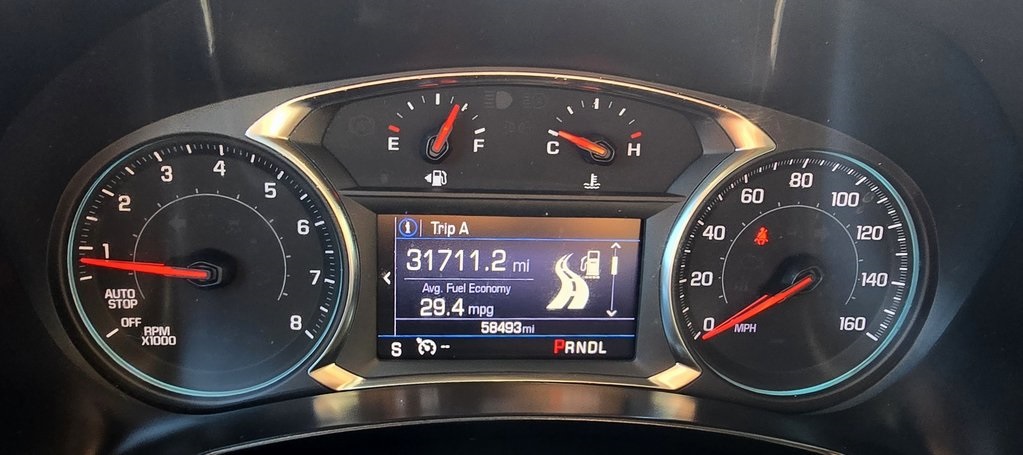 1
2
3
4
5
6
7
8
AUTO
STOP
OFF
RPM
X1000
E F
C H
i Trip A
31711.2 mi
Avg. Fuel Economy
29.4 mpg
58493mi
S -- PRNDL
0
20
40
60
80
100
120
140
160
MPH